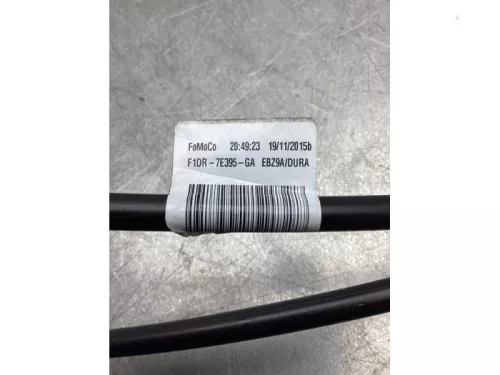 FoMoCo 20:49:23 19/11/2015b
F1DR-7E395-GA EBZ9A/DURA